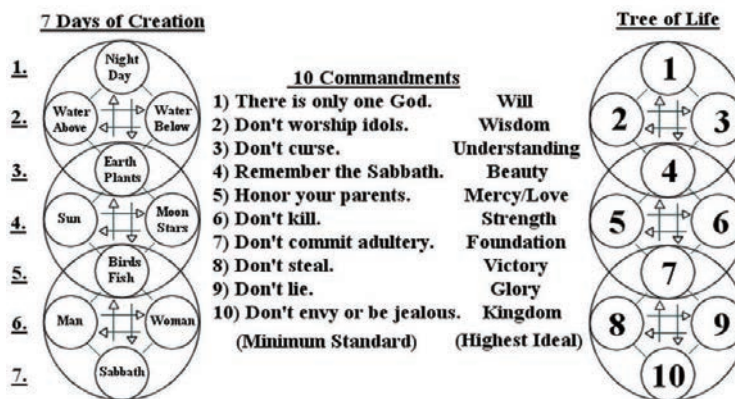 7 Days of Creation
1.
Night
Day
2.
Water
Above
Water
Below
3.
Earth
Plants
4.
Sun
Moon
Stars
5.
Birds
Fish
6.
Man
Woman
7.
Sabbath
10 Commandments
1) There is only one God. Will
2) Don't worship idols. Wisdom
3) Don't curse. Understanding
4) Remember the Sabbath. Beauty
5) Honor your parents. Mercy/Love
6) Don't kill. Strength
7) Don't commit adultery. Foundation
8) Don't steal. Victory
9) Don't lie. Glory
10) Don't envy or be jealous. Kingdom
(Minimum Standard) (Highest Ideal)
Tree of Life
1
2 3
4
5 6
7
8 9
10